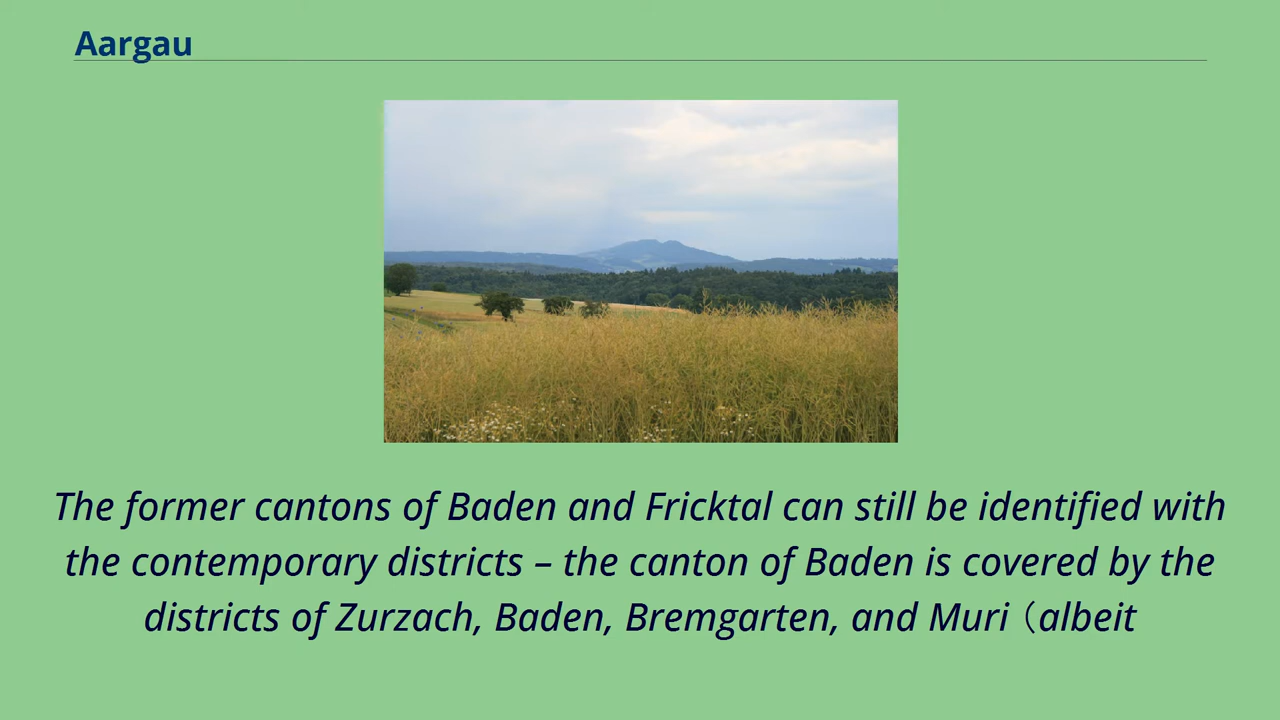 Aargau
The former cantons of Baden and Fricktal can still be identified with
the contemporary districts – the canton of Baden is covered by the
districts of Zurzach, Baden, Bremgarten, and Muri（albeit